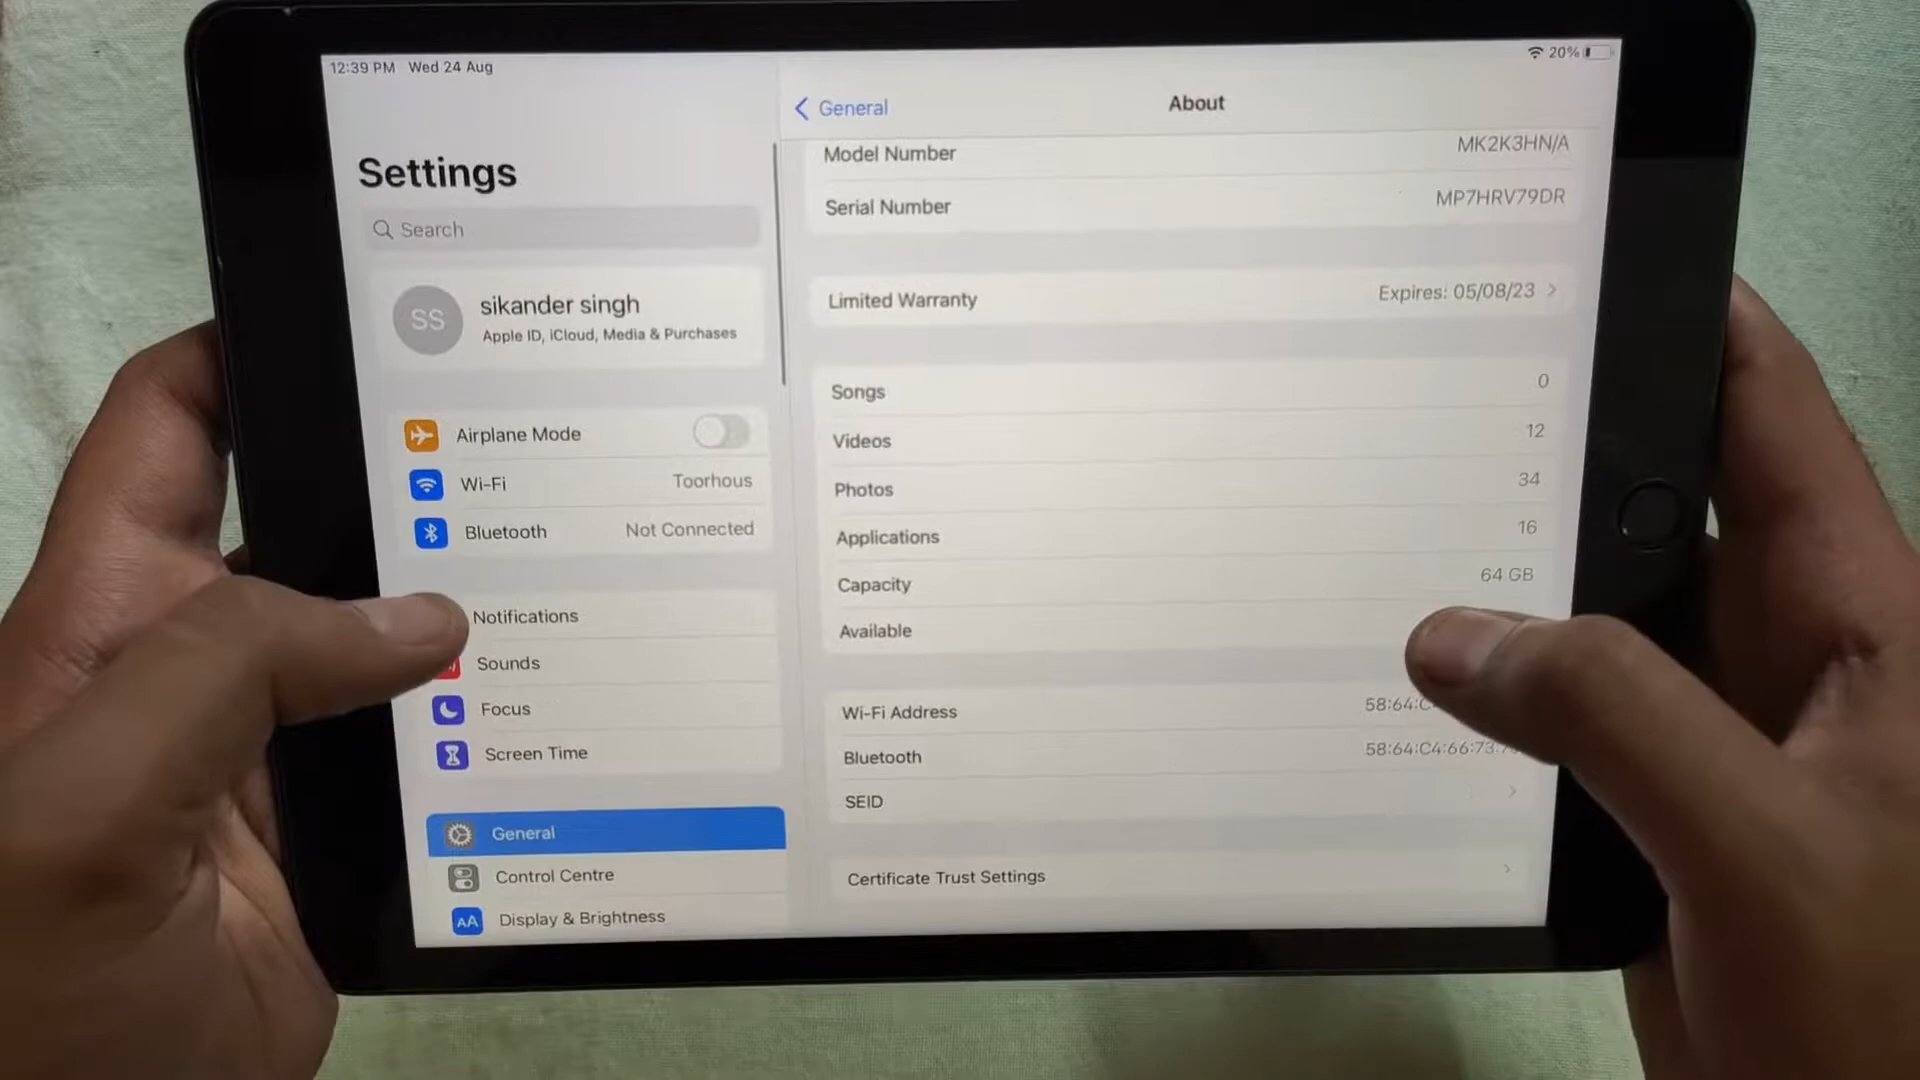 12:39 PM Wed 24 Aug
20%
Settings
Search
SS
sikander singh
Apple ID, iCloud, Media & Purchases
Airplane Mode
Wi-Fi Toorhous
Bluetooth Not Connected
Notifications
Sounds
Focus
Screen Time
General
Control Centre
AA Display & Brightness
General
About
Model Number MK2K3HN/A
Serial Number MP7HRV79DR
Limited Warranty Expires: 05/08/23
Songs 0
Videos 12
Photos 34
Applications 16
Capacity 64 GB
Available
Wi-Fi Address 58:64:C
Bluetooth 58:64:C4:66:73:
SEID
Certificate Trust Settings